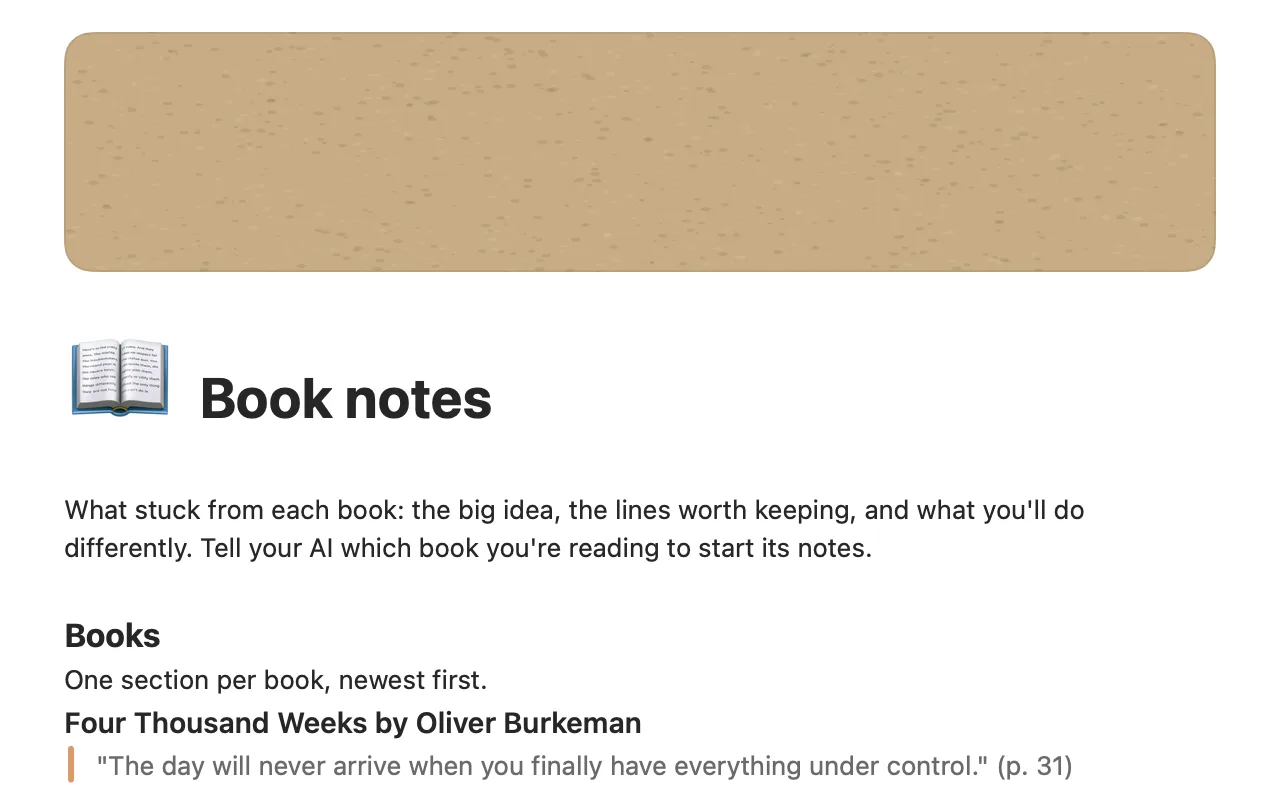 Book notes
What stuck from each book: the big idea, the lines worth keeping, and what you'll do
differently. Tell your AI which book you're reading to start its notes.
Books
One section per book, newest first.
Four Thousand Weeks by Oliver Burkeman
"The day will never arrive when you finally have everything under control." (p. 31)